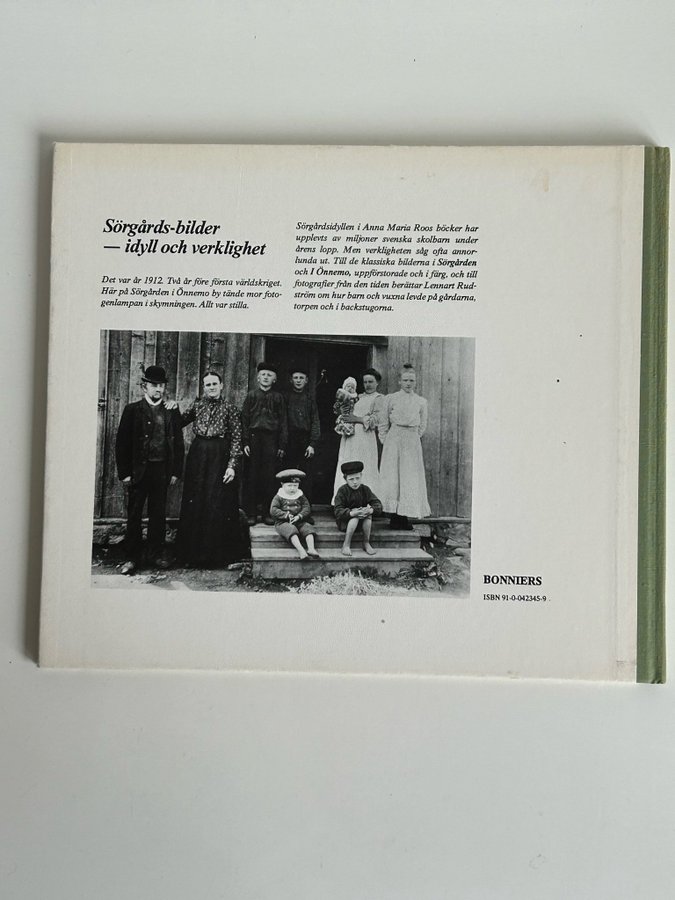 Sörgårds-bilder
— idyll och verklighet
Det var år 1912. Två år före första världskriget.
Här på Sörgården i Önnemo by tände mor foto-
genlampan i skymningen. Allt var stilla.
Sörgårdsidyllen i Anna Maria Roos böcker har
upplevts av miljoner svenska skolbarn under
årens lopp. Men verkligheten såg ofta annor-
lunda ut. Till de klassiska bilderna i Sörgården
och I Önnemo, uppförstorade och i färg, och till
fotografier från den tiden berättar Lennart Rud-
ström om hur barn och vuxna levde på gårdarna,
torpen och i backstugorna.
BONNIERS
ISBN 91-0-042345-9